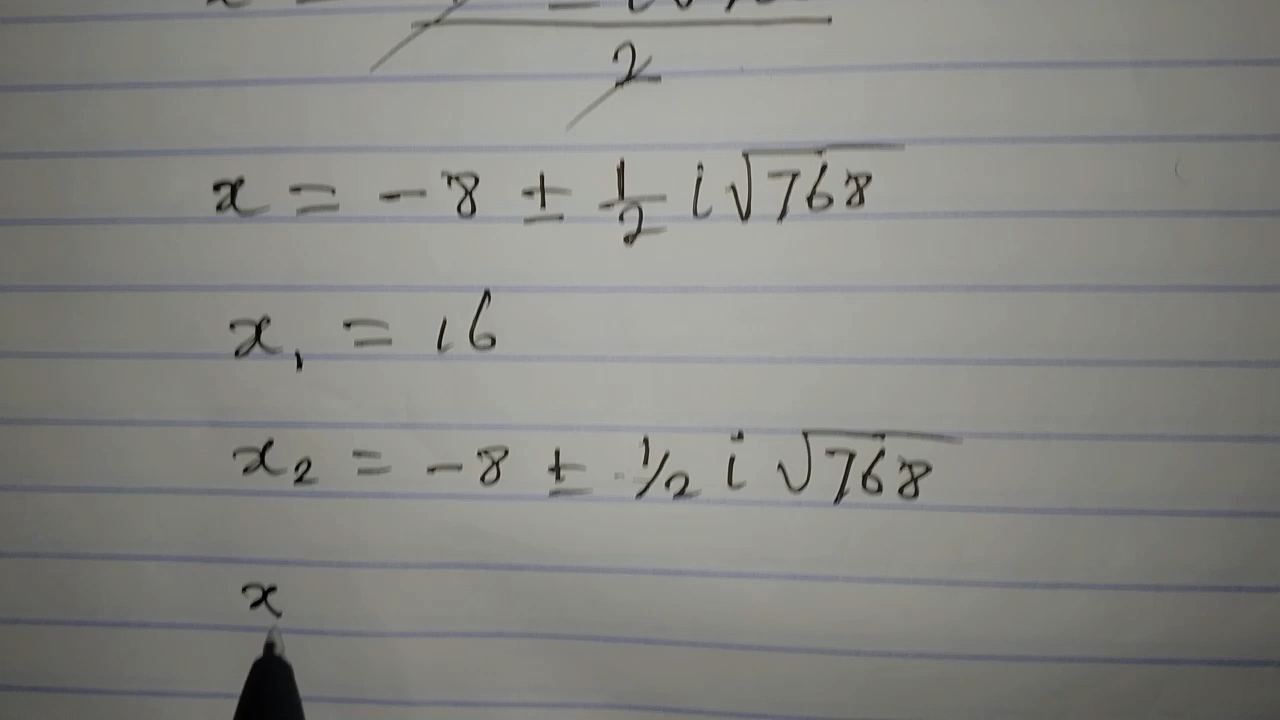 2
x = -8 ± 1/2 i√768
x₁ = 16
x₂ = -8 ± 1/2 i √768
x